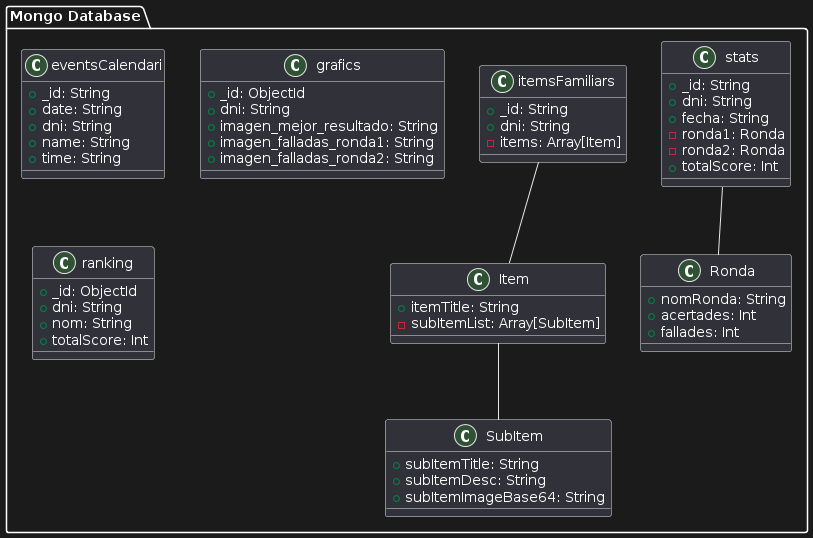 Mongo Database
C eventsCalendari
_id: String
date: String
dni: String
name: String
time: String
C grafics
_id: ObjectId
dni: String
imagen_mejor_resultado: String
imagen_falladas_ronda1: String
imagen_falladas_ronda2: String
C itemsFamiliars
_id: String
dni: String
items: Array[Item]
C stats
_id: String
dni: String
fecha: String
ronda1: Ronda
ronda2: Ronda
totalScore: Int
C ranking
_id: ObjectId
dni: String
nom: String
totalScore: Int
C Item
itemTitle: String
subItemList: Array[SubItem]
C Ronda
nomRonda: String
acertades: Int
fallades: Int
C SubItem
subItemTitle: String
subItemDesc: String
subItemImageBase64: String